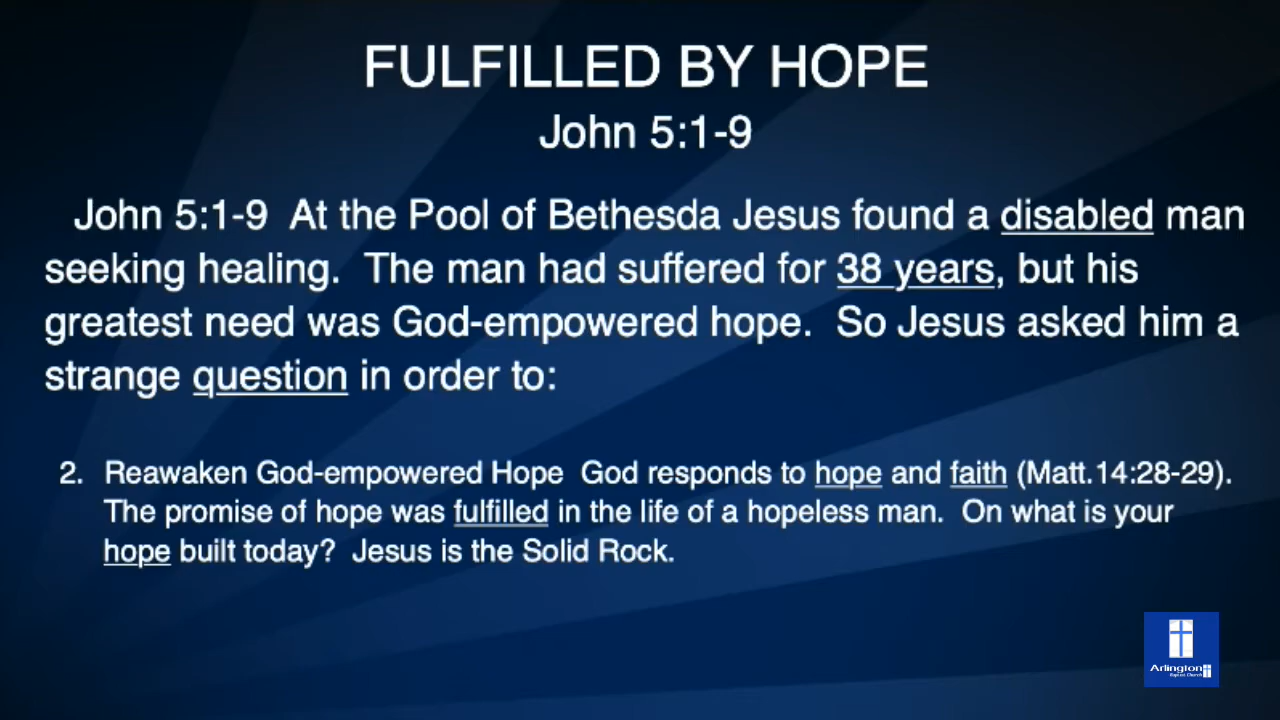 FULFILLED BY HOPE
John 5:1-9
John 5:1-9 At the Pool of Bethesda Jesus found a disabled man
seeking healing. The man had suffered for 38 years, but his
greatest need was God-empowered hope. So Jesus asked him a
strange question in order to:
2. Reawaken God-empowered Hope God responds to hope and faith (Matt.14:28-29).
The promise of hope was fulfilled in the life of a hopeless man. On what is your
hope built today? Jesus is the Solid Rock.
Arlington
Baptist Church